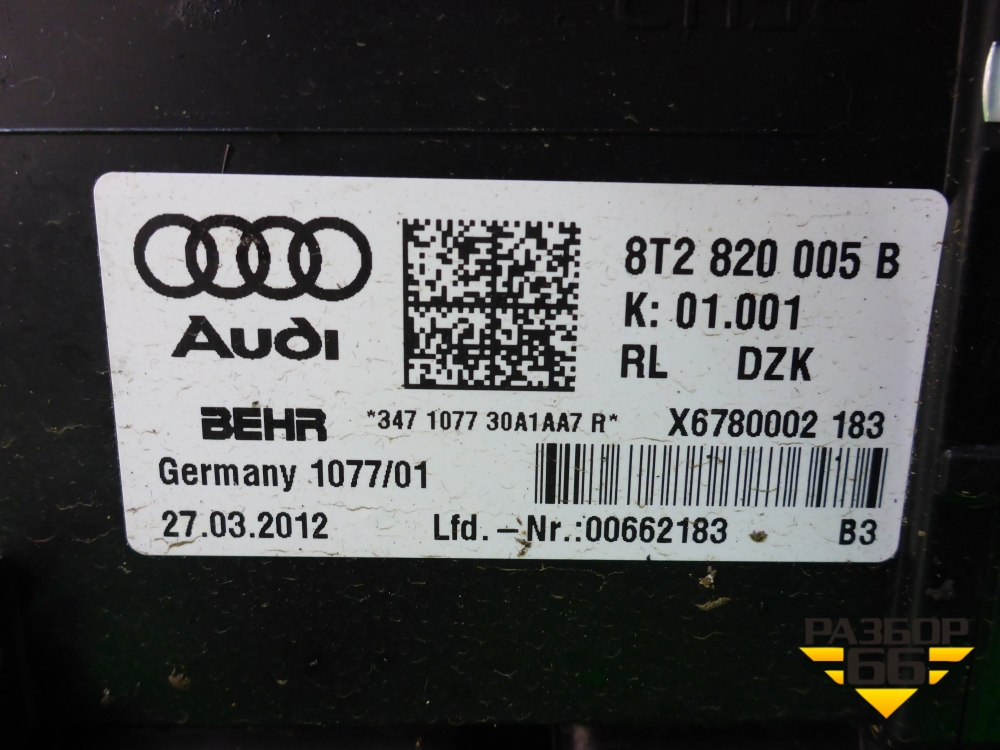 8T2 820 005 B
K: 01.001
Audi
RL DZK
BEHR *347 1077 30A1AA7 R* X6780002 183
Germany 1077/01
27.03.2012 Lfd. -Nr.:00662183 B3
РАЗБОР
66